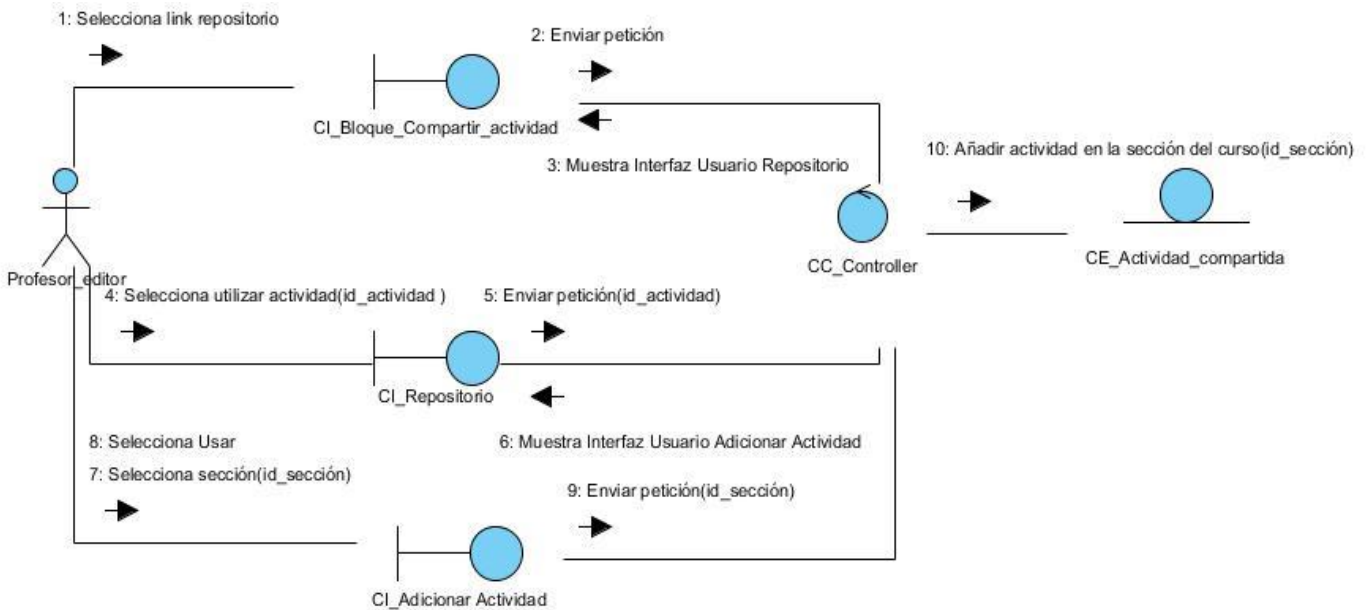 1: Selecciona link repositorio
2: Enviar petición
CI_Bloque_Compartir_actividad
3: Muestra Interfaz Usuario Repositorio
10: Añadir actividad en la sección del curso(id_sección)
CC_Controller
CE_Actividad_compartida
Profesor_editor
4: Selecciona utilizar actividad(id_actividad )
5: Enviar petición(id_actividad)
CI_Repositorio
8: Selecciona Usar
6: Muestra Interfaz Usuario Adicionar Actividad
7: Selecciona sección(id_sección)
9: Enviar petición(id_sección)
CI_Adicionar Actividad